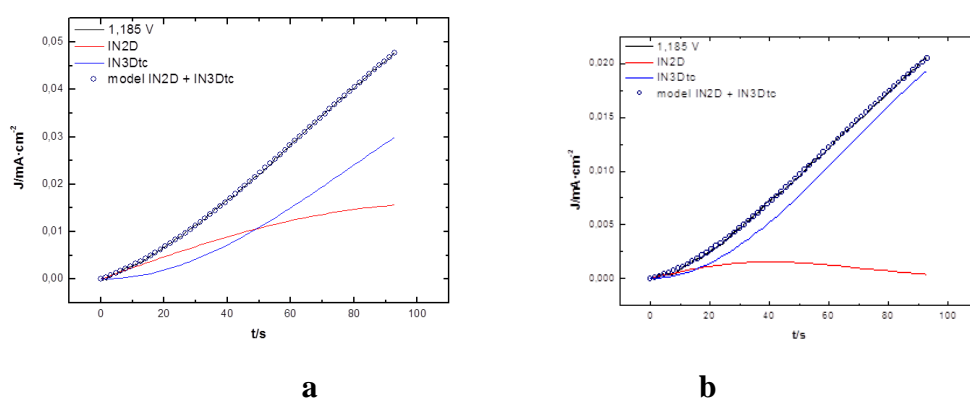 1,185 V
IN2D
IN3Dtc
model IN2D + IN3Dtc
0,05
0,04
0,03
0,02
0,01
0,00
J/mA·cm-2
0 20 40 60 80 100
t/s
a
1,185 V
IN2D
IN3Dtc
model IN2D + IN3Dtc
0,020
0,015
0,010
0,005
0,000
J/mA·cm-2
0 20 40 60 80 100
t/s
b